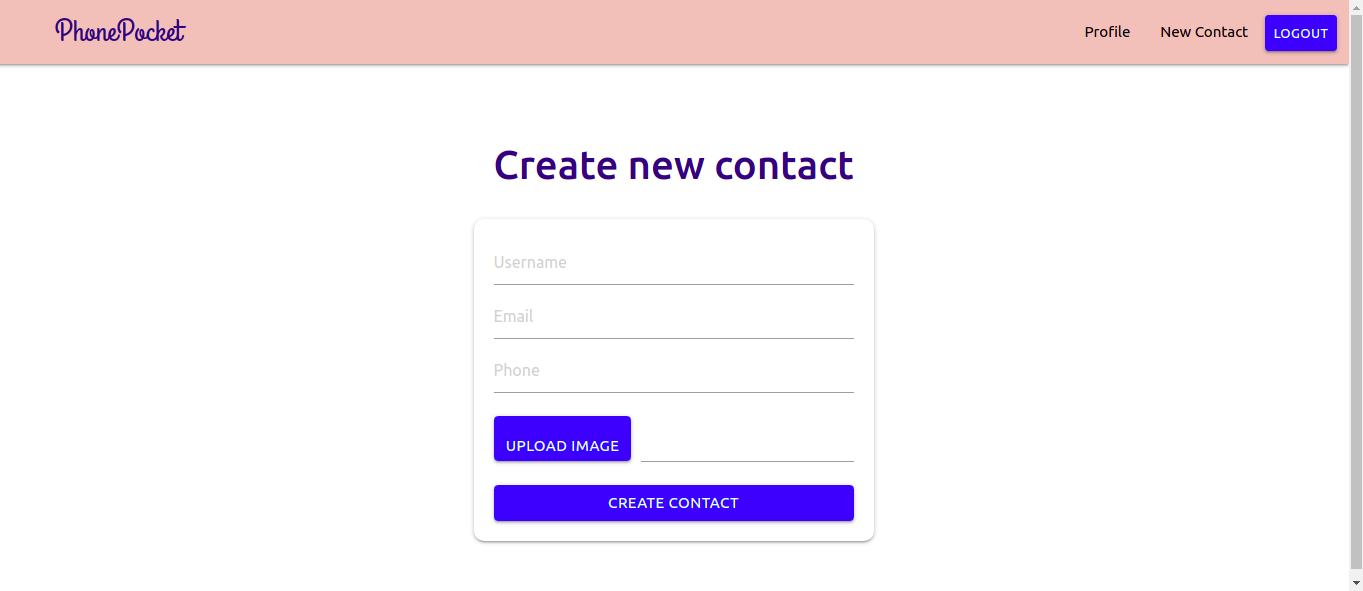 PhonePocket
Profile New Contact LOGOUT
Create new contact
Username
Email
Phone
UPLOAD IMAGE
CREATE CONTACT